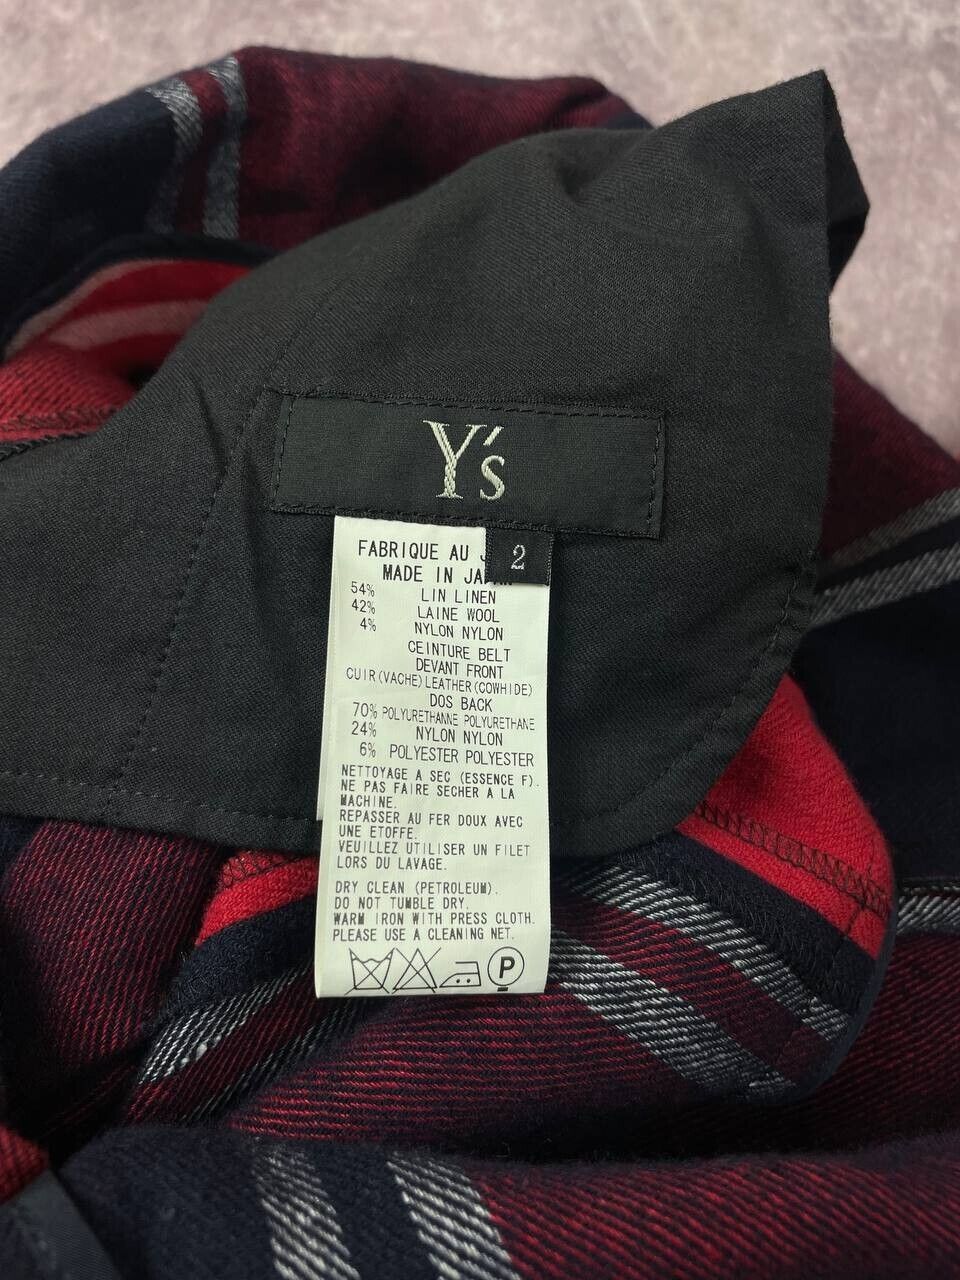 Y's
2
FABRIQUE AU
MADE IN
54% LIN LINEN
42% LAINE WOOL
4% NYLON NYLON
CEINTURE BELT
DEVANT FRONT
CUIR(VACHE)LEATHER(COWHIDE)
DOS BACK
70% POLYURETHANNE POLYURETHANE
24% NYLON NYLON
6% POLYESTER POLYESTER
NETTOYAGE A SEC (ESSENCE F).
NE PAS FAIRE SECHER A LA
MACHINE.
REPASSER AU FER DOUX AVEC
UNE ETOFFE.
VEUILLEZ UTILISER UN FILET
LORS DU LAVAGE.
DRY CLEAN (PETROLEUM).
DO NOT TUMBLE DRY.
WARM IRON WITH PRESS CLOTH.
PLEASE USE A CLEANING NET.
P